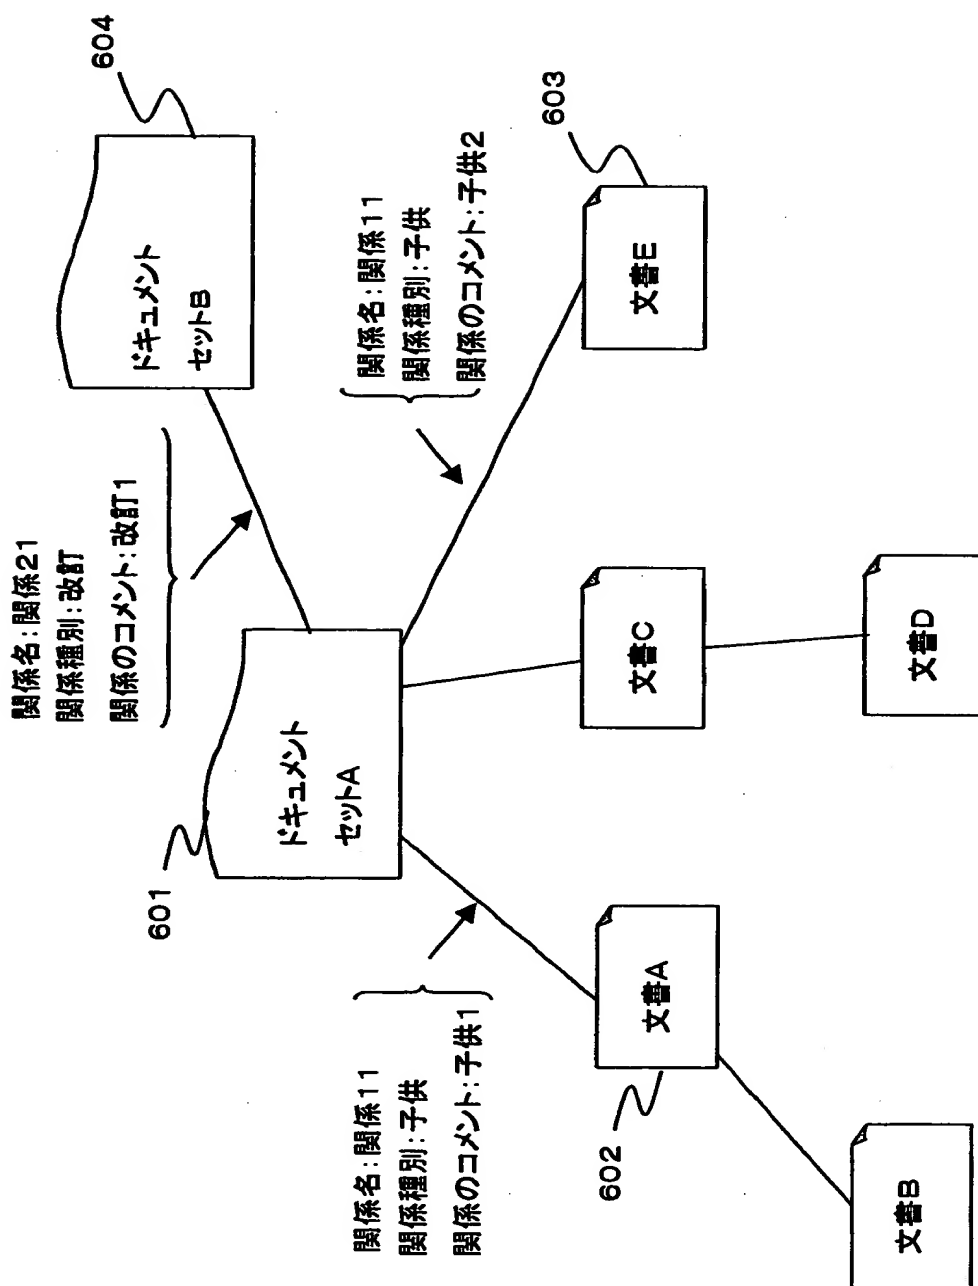 関係名:関係21
関係種別:改訂
関係のコメント:改訂1
604
ドキュメント
セットB
601
ドキュメント
セットA
関係名:関係11
関係種別:子供
関係のコメント:子供2
603
文書E
関係名:関係11
関係種別:子供
関係のコメント:子供1
602
文書A
文書C
文書B
文書D